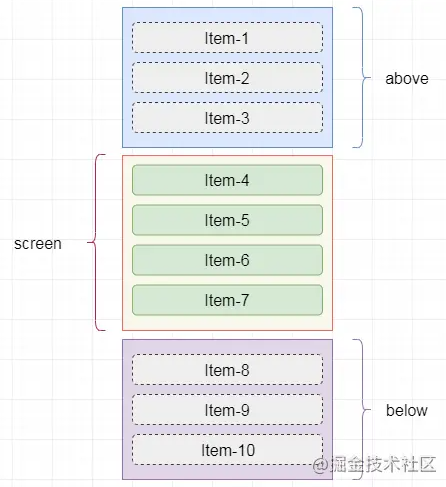 Item-1
Item-2
Item-3
above
Item-4
Item-5
screen
Item-6
Item-7
Item-8
Item-9
below
Item-10
@掘金技术社区